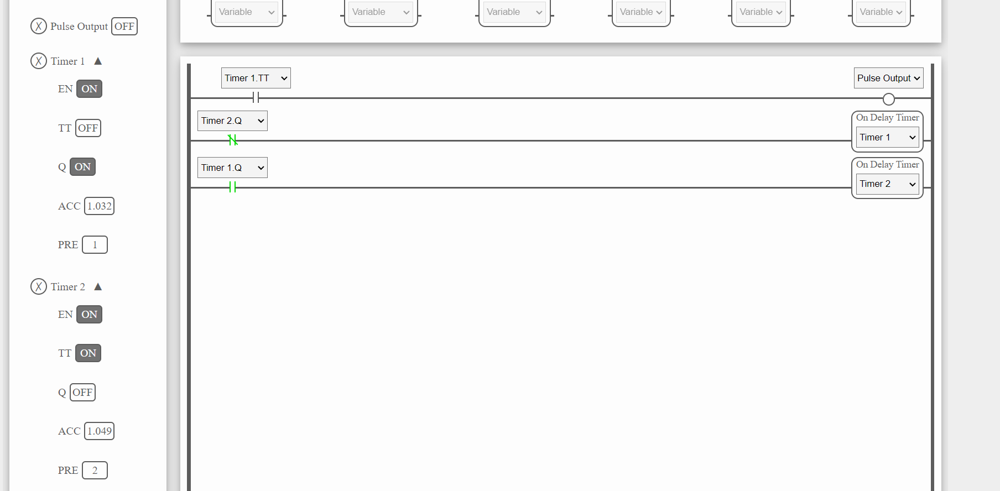 Variable Variable Variable Variable Variable Variable
Pulse Output OFF
Timer 1 ▲
EN ON
TT OFF
Q ON
ACC 1.032
PRE 1
Timer 2 ▲
EN ON
TT ON
Q OFF
ACC 1.049
PRE 2
Timer 1.TT
Pulse Output
Timer 2.Q
On Delay Timer
Timer 1
Timer 1.Q
On Delay Timer
Timer 2